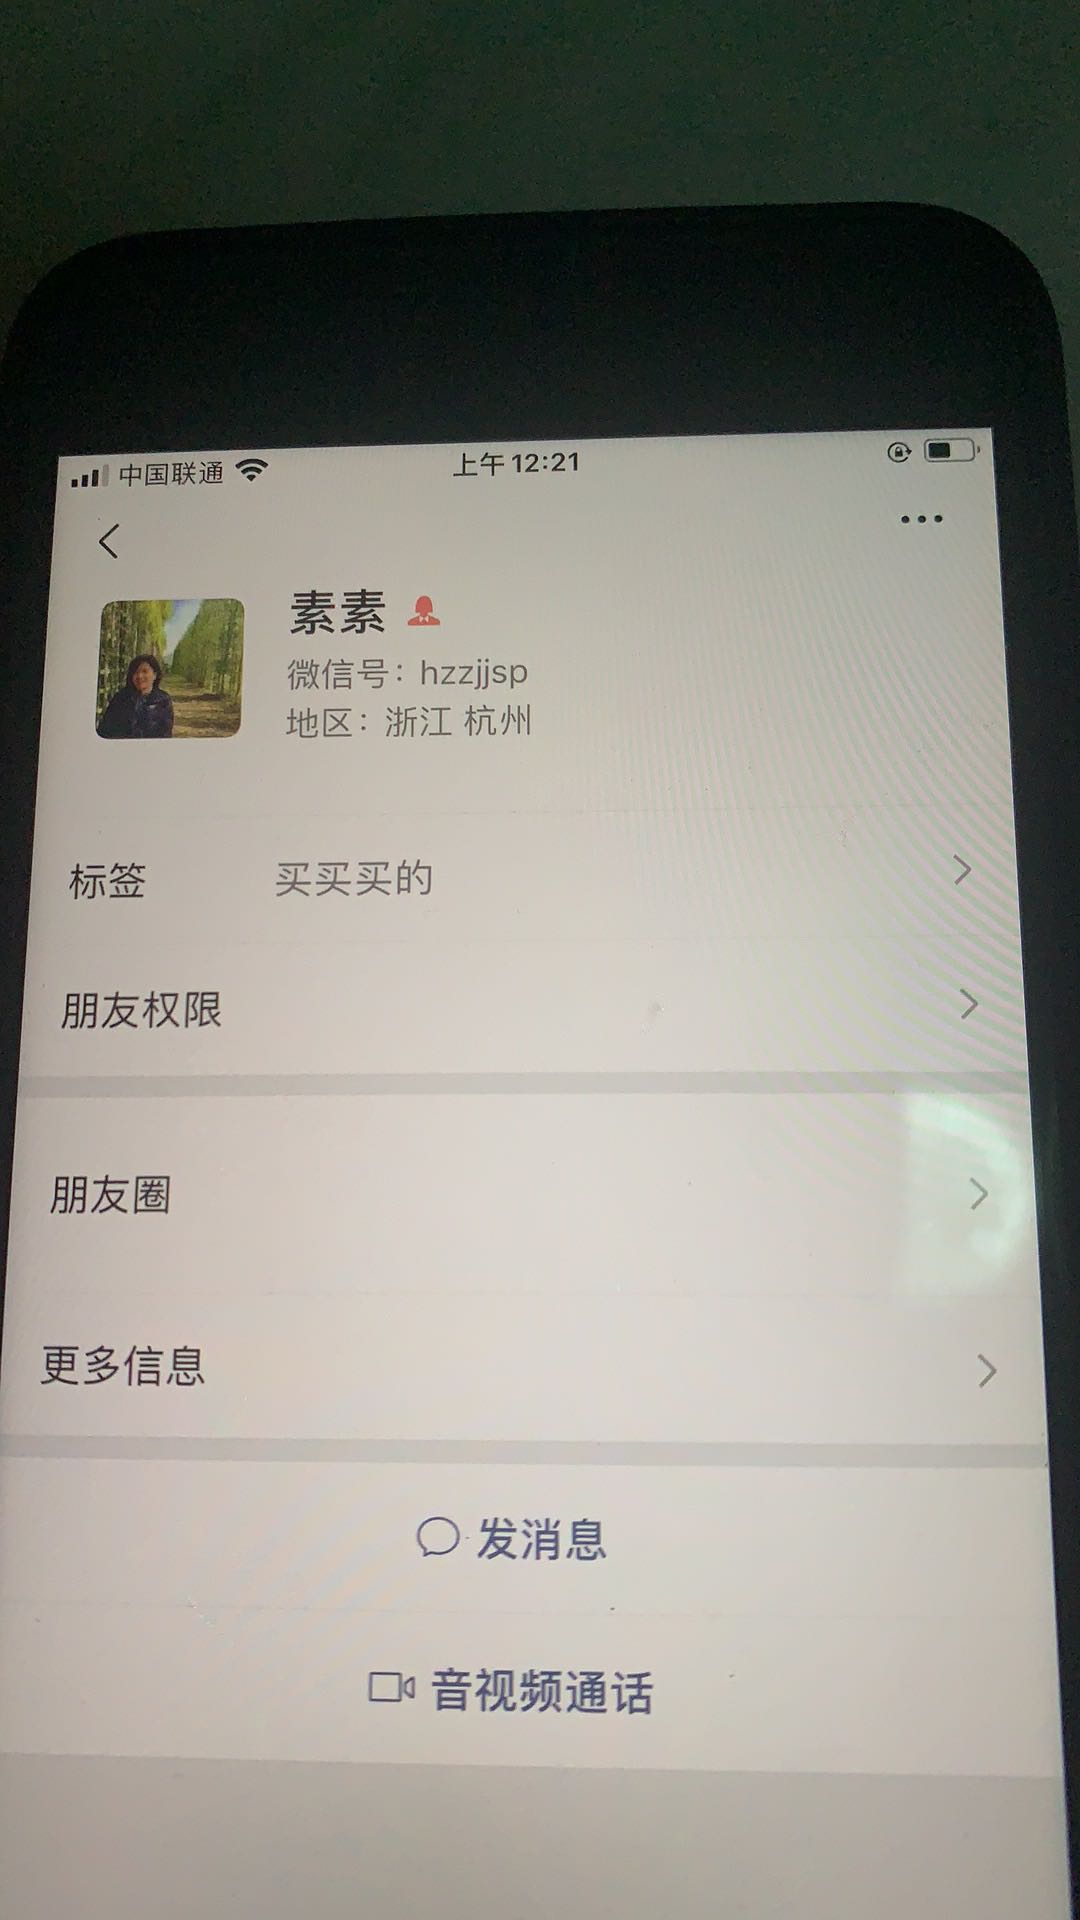 中国联通
上午12:21
素素
微信号：hzzjjsp
地区：浙江 杭州
标签 买买买的
朋友权限
朋友圈
更多信息
发消息
音视频通话